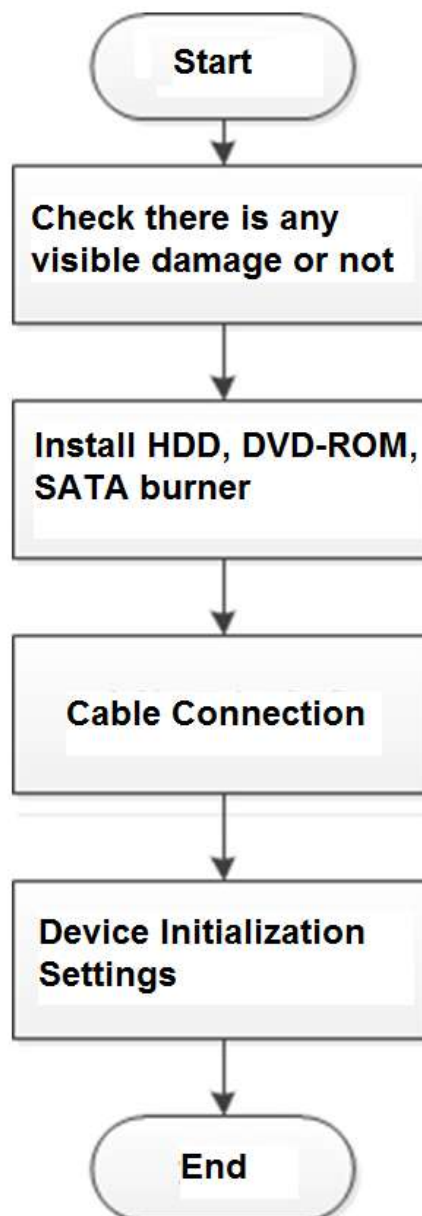 Start
Check there is any
visible damage or not
Install HDD, DVD-ROM,
SATA burner
Cable Connection
Device Initialization
Settings
End